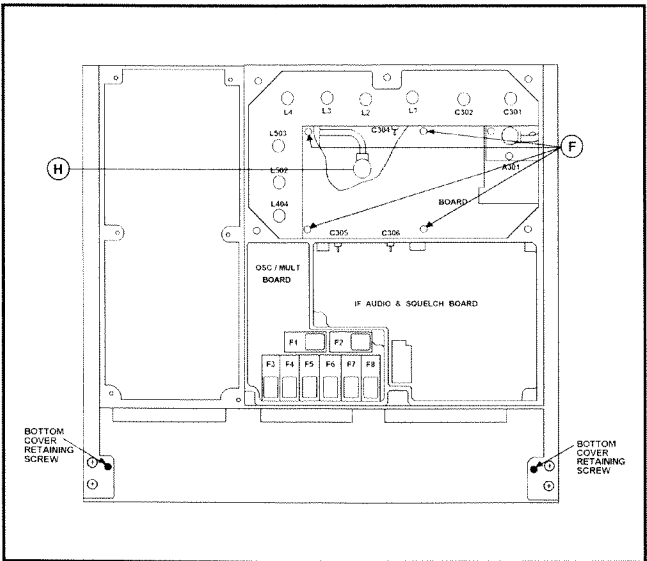 L4 L3 L2 L1 C302 C301
C304
L503
F
A301
H
L502
BOARD
L404
C305 C306
OSC / MULT
BOARD
IF AUDIO & SQUELCH BOARD
F1 F2
F3 F4 F5 F6 F7 F8
BOTTOM
COVER
RETAINING
SCREW
BOTTOM
COVER
RETAINING
SCREW